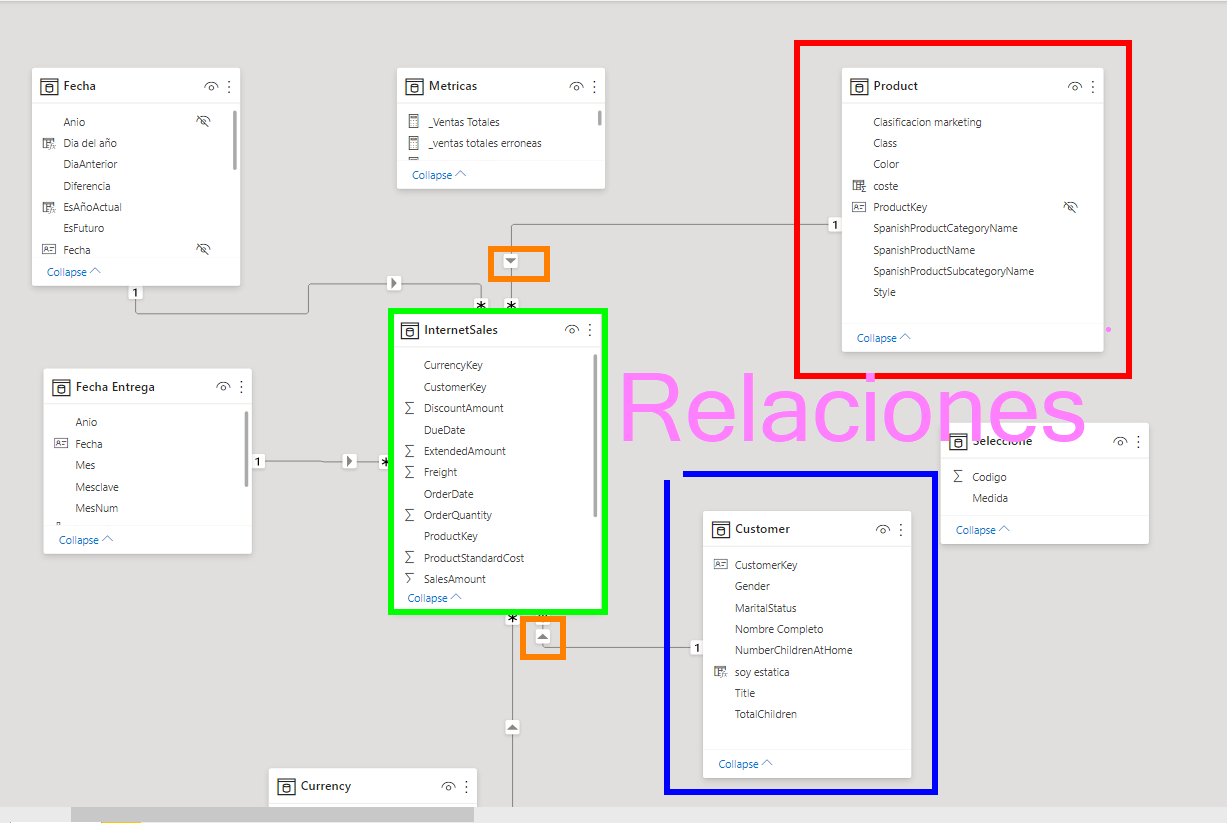 Fecha
Anio
Dia del año
DiaAnterior
Diferencia
EsAñoActual
EsFuturo
Fecha
Collapse
1
Metricas
_Ventas Totales
_ventas totales erroneas
Collapse
Product
Clasificacion marketing
Class
Color
coste
ProductKey
SpanishProductCategoryName
SpanishProductName
SpanishProductSubcategoryName
Style
Collapse
1
*
*
InternetSales
CurrencyKey
CustomerKey
DiscountAmount
DueDate
ExtendedAmount
Freight
OrderDate
OrderQuantity
ProductKey
ProductStandardCost
SalesAmount
Collapse
Relaciones
Fecha Entrega
Anio
Fecha
Mes
Mesclave
MesNum
Collapse
1
*
Seleccione
Codigo
Medida
Collapse
Customer
CustomerKey
Gender
MaritalStatus
Nombre Completo
NumberChildrenAtHome
soy estatica
Title
TotalChildren
Collapse
1
*
Currency